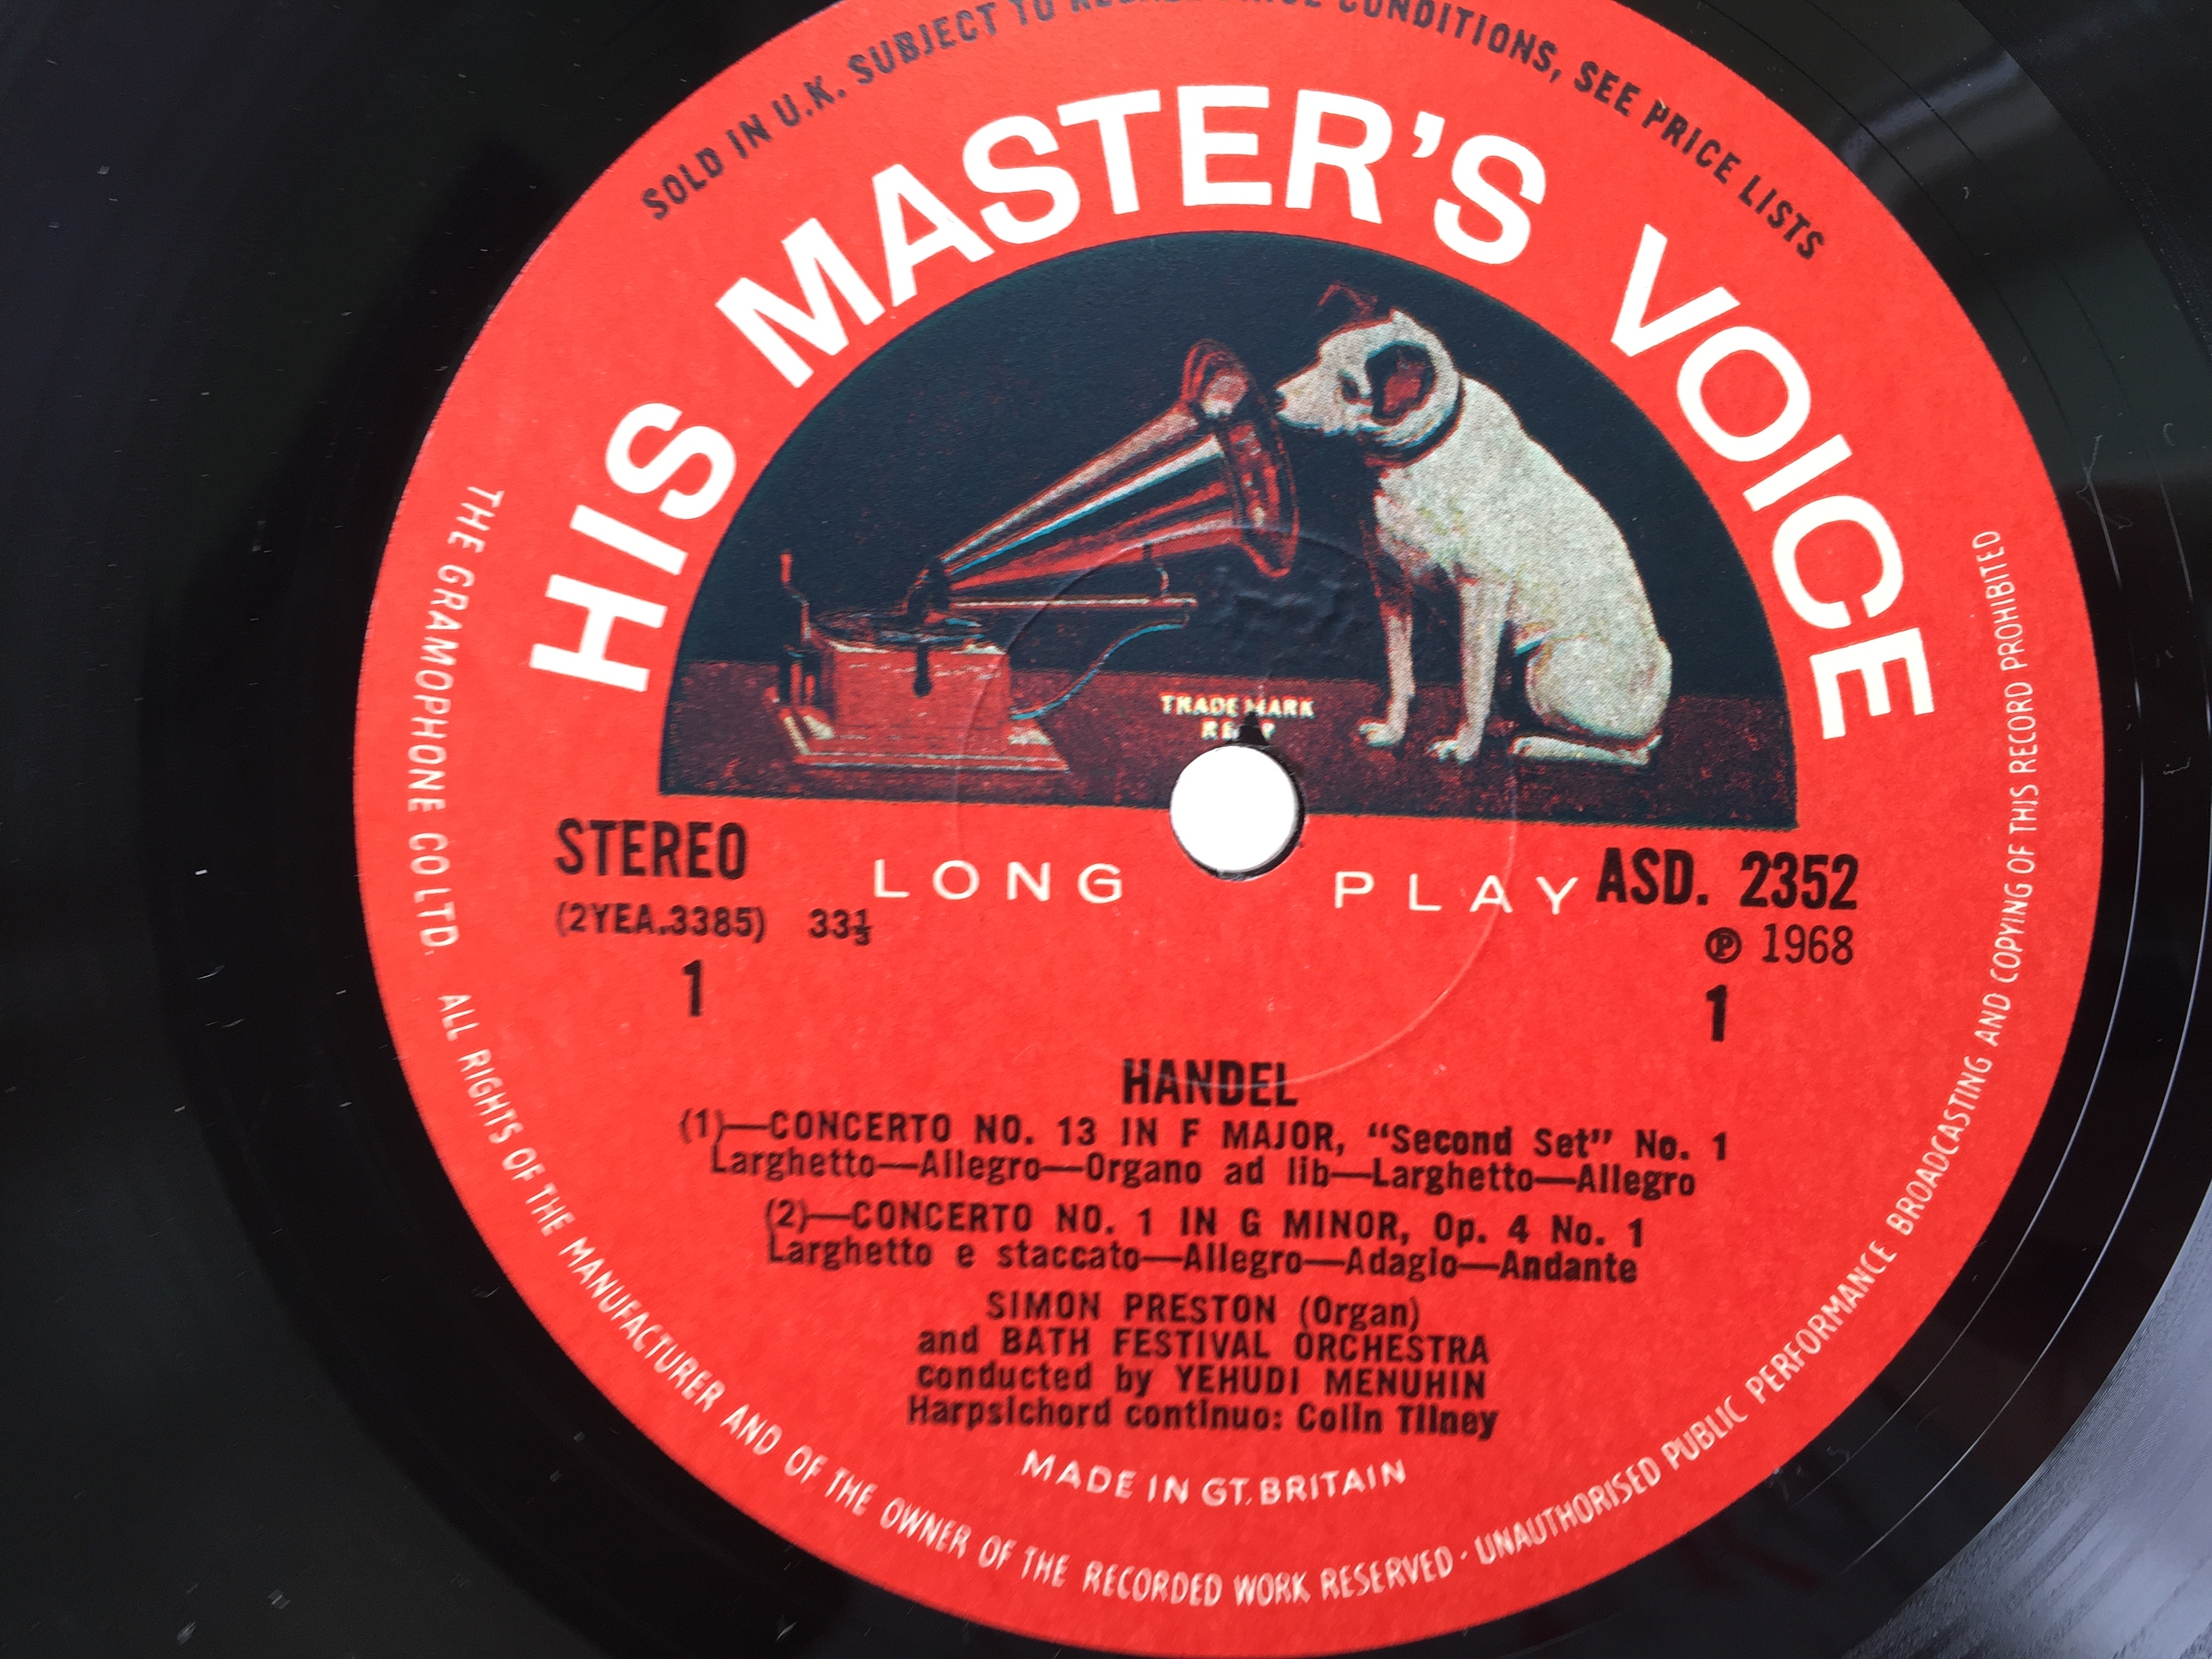 SOLD IN U.K. SUBJECT TO PRICE CONDITIONS, SEE PRICE LISTS
HIS MASTER'S VOICE
TRADE MARK
STEREO
LONG PLAY
ASD. 2352
(2YEA.3385) 33⅓
℗ 1968
1
1
HANDEL
(1)—CONCERTO NO. 13 IN F MAJOR, “Second Set” No. 1
Larghetto—Allegro—Organo ad lib—Larghetto—Allegro
(2)—CONCERTO NO. 1 IN G MINOR, Op. 4 No. 1
Larghetto e staccato—Allegro—Adagio—Andante
SIMON PRESTON (Organ)
and BATH FESTIVAL ORCHESTRA
conducted by YEHUDI MENUHIN
Harpsichord continuo: Colin Tilney
MADE IN GT. BRITAIN
THE GRAMOPHONE CO LTD. ALL RIGHTS OF THE MANUFACTURER AND OF THE OWNER OF THE RECORDED WORK RESERVED · UNAUTHORISED PUBLIC PERFORMANCE BROADCASTING AND COPYING OF THIS RECORD PROHIBITED